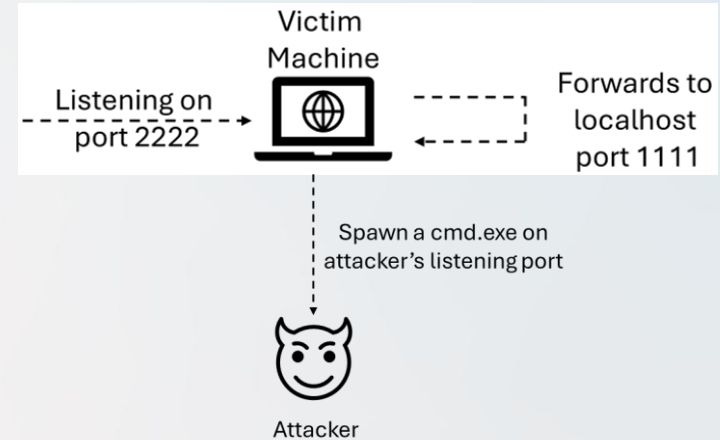 Victim
Machine
Listening on
port 2222
Forwards to
localhost
port 1111
Spawn a cmd.exe on
attacker's listening port
Attacker